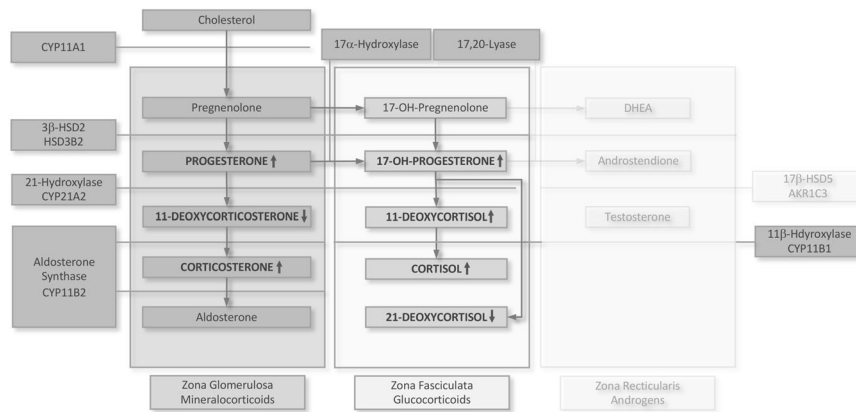 Cholesterol
CYP11A1
17α-Hydroxylase
17,20-Lyase
Pregnenolone
17-OH-Pregnenolone
DHEA
3β-HSD2
HSD3B2
PROGESTERONE ↑
17-OH-PROGESTERONE ↑
Androstendione
21-Hydroxylase
CYP21A2
17β-HSD5
AKR1C3
11-DEOXYCORTICOSTERONE ↓
11-DEOXYCORTISOL ↑
Testosterone
11β-Hdyroxylase
CYP11B1
Aldosterone
Synthase
CYP11B2
CORTICOSTERONE ↑
CORTISOL ↑
Aldosterone
21-DEOXYCORTISOL ↓
Zona Glomerulosa
Mineralocorticoids
Zona Fasciculata
Glucocorticoids
Zona Recticularis
Androgens